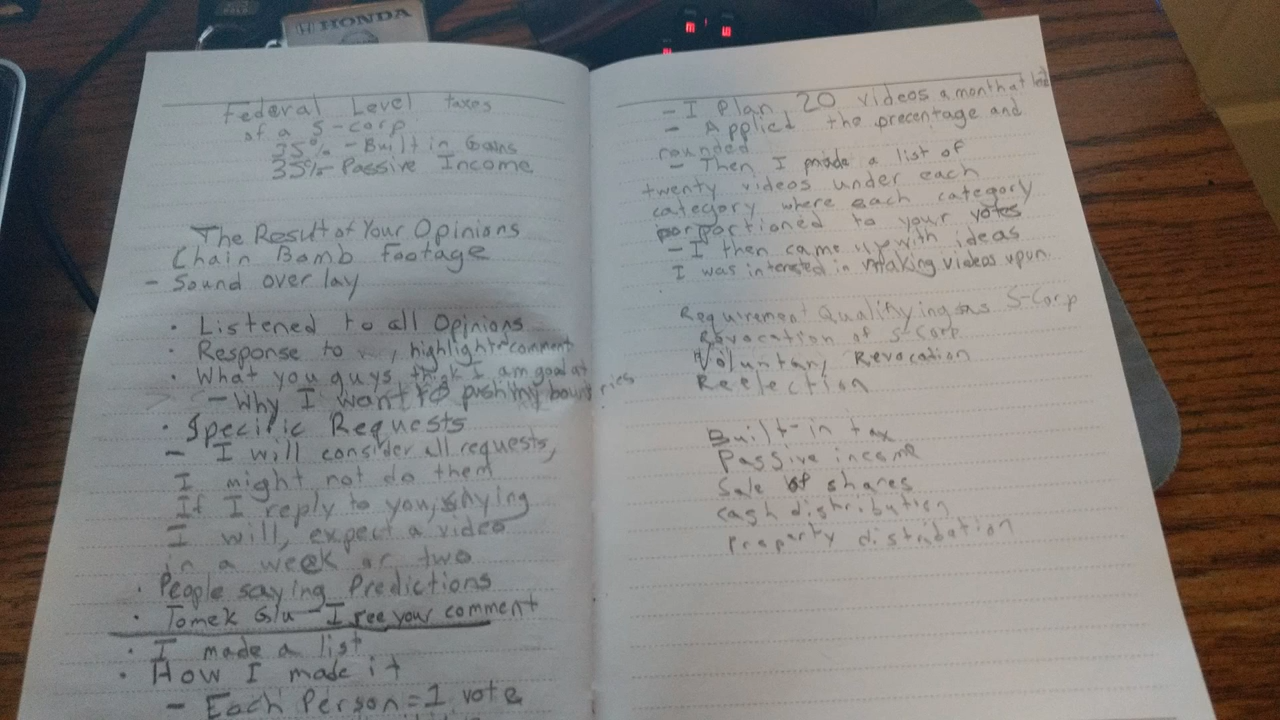 HONDA
Federal Level taxes
of a S-corp
35% - Built in Gains
35% - Passive Income
The Result of Your Opinions
Chain Bomb Footage
- Sound over lay
• Listened to all Opinions
• Response to , highlight comment
• What you guys think I am good at
- Why I want to push my bounries
• Specific Requests
- I will consider all requests,
I might not do them
If I reply to you, saying
I will, expect a video
in a week or two
• People saying Predictions
• Tomek Glu - I see your comment
• I made a list
• How I made it
- Each Person = 1 vote
- I Plan 20 videos a month at
- Applied the precentage and
rounded
- Then I made a list of
twenty videos under each
category where each category
porportioned to your votes
- I then came up with ideas
I was intersted in making videos upon
Requirement Qualifying as S-Corp
Revocation of S-Corp
Voluntary Revocation
Reelection
Built-in tax
Passive income
Sale of shares
Cash distribution
Property distribution